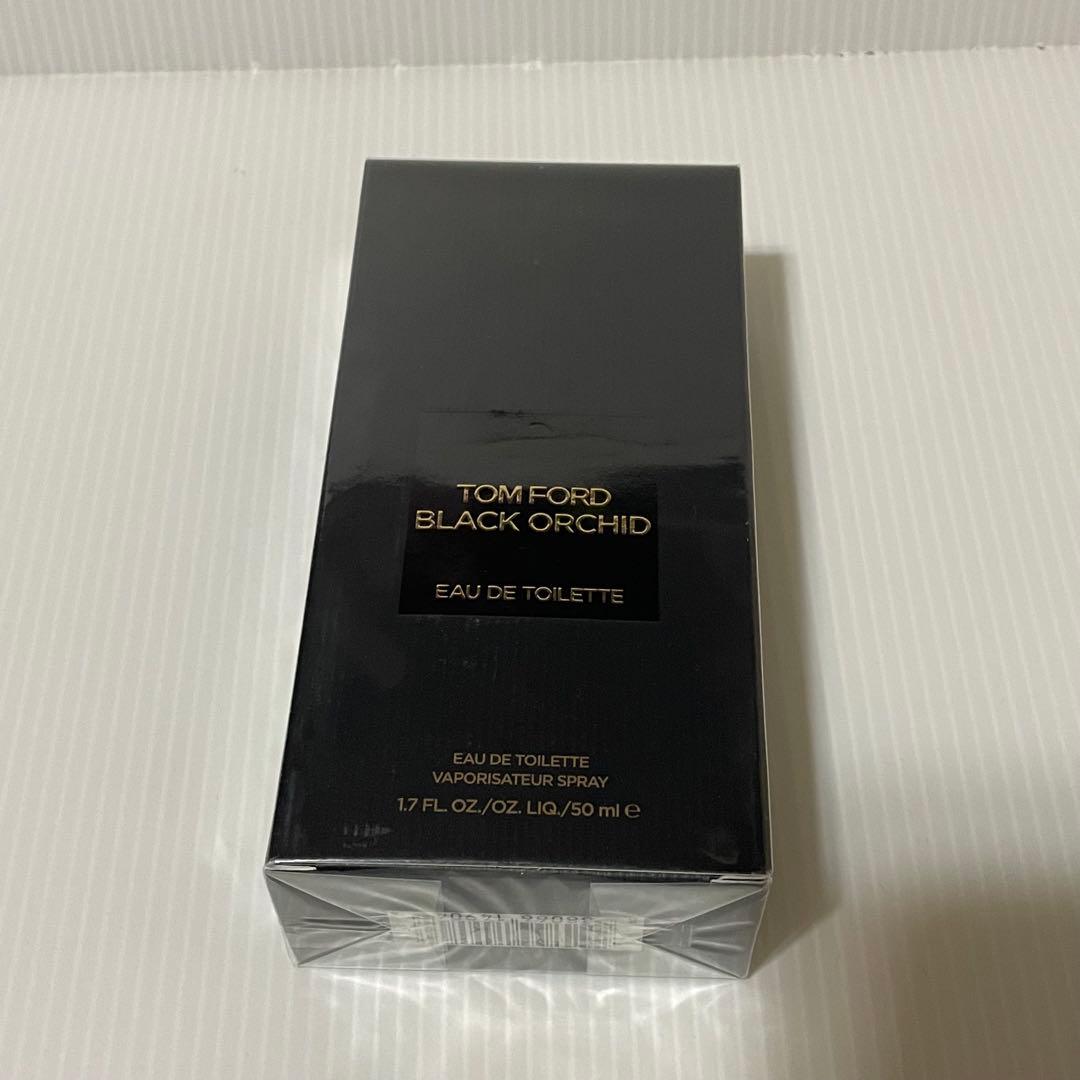 TOM FORD
BLACK ORCHID
EAU DE TOILETTE
EAU DE TOILETTE
VAPORISATEUR SPRAY
1.7 FL. OZ./OZ. LIQ./50 ml ℮